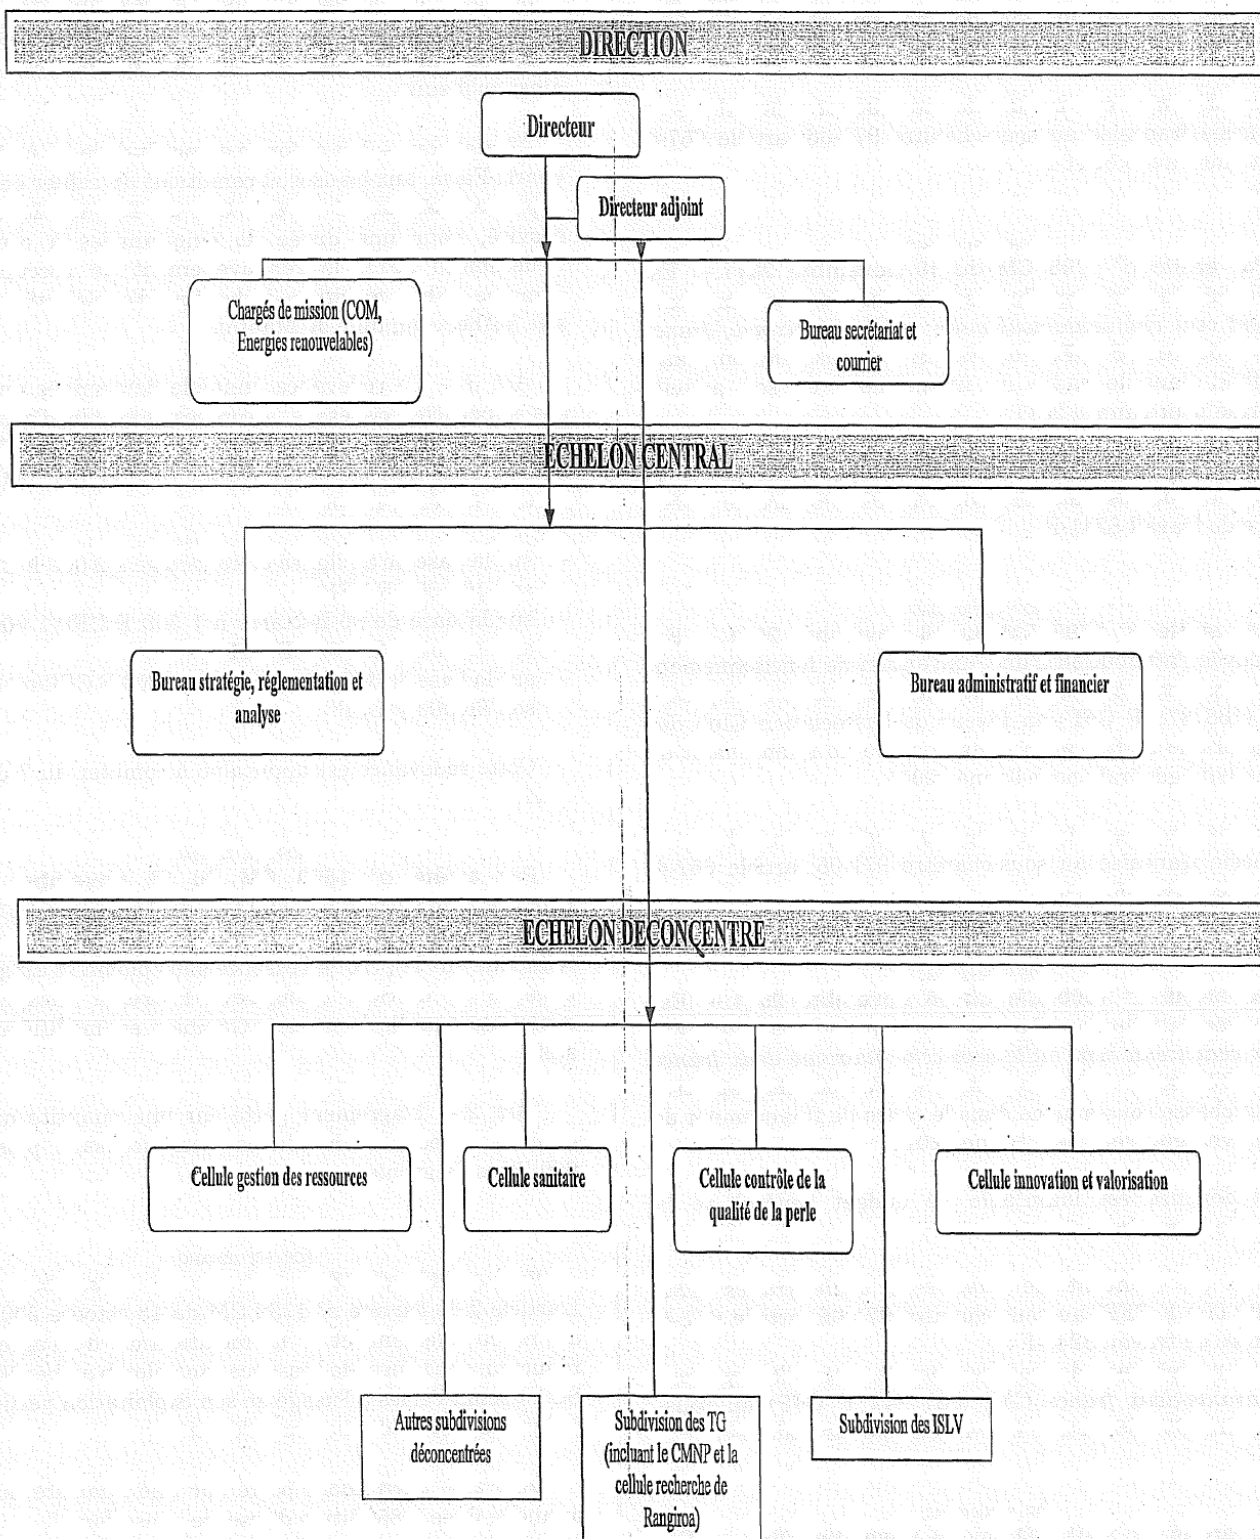 DIRECTION
Directeur
Directeur adjoint
Chargés de mission (COM,
Energies renouvelables)
Bureau secrétariat et
courrier
ECHELON CENTRAL
Bureau stratégie, réglementation et
analyse
Bureau administratif et financier
ECHELON DECONCENTRE
Cellule gestion des ressources
Cellule sanitaire
Cellule contrôle de la
qualité de la perle
Cellule innovation et valorisation
Autres subdivisions
déconcentrées
Subdivision des TG
(incluant le CMNP et la
cellule recherche de
Rangiroa)
Subdivision des ISLV